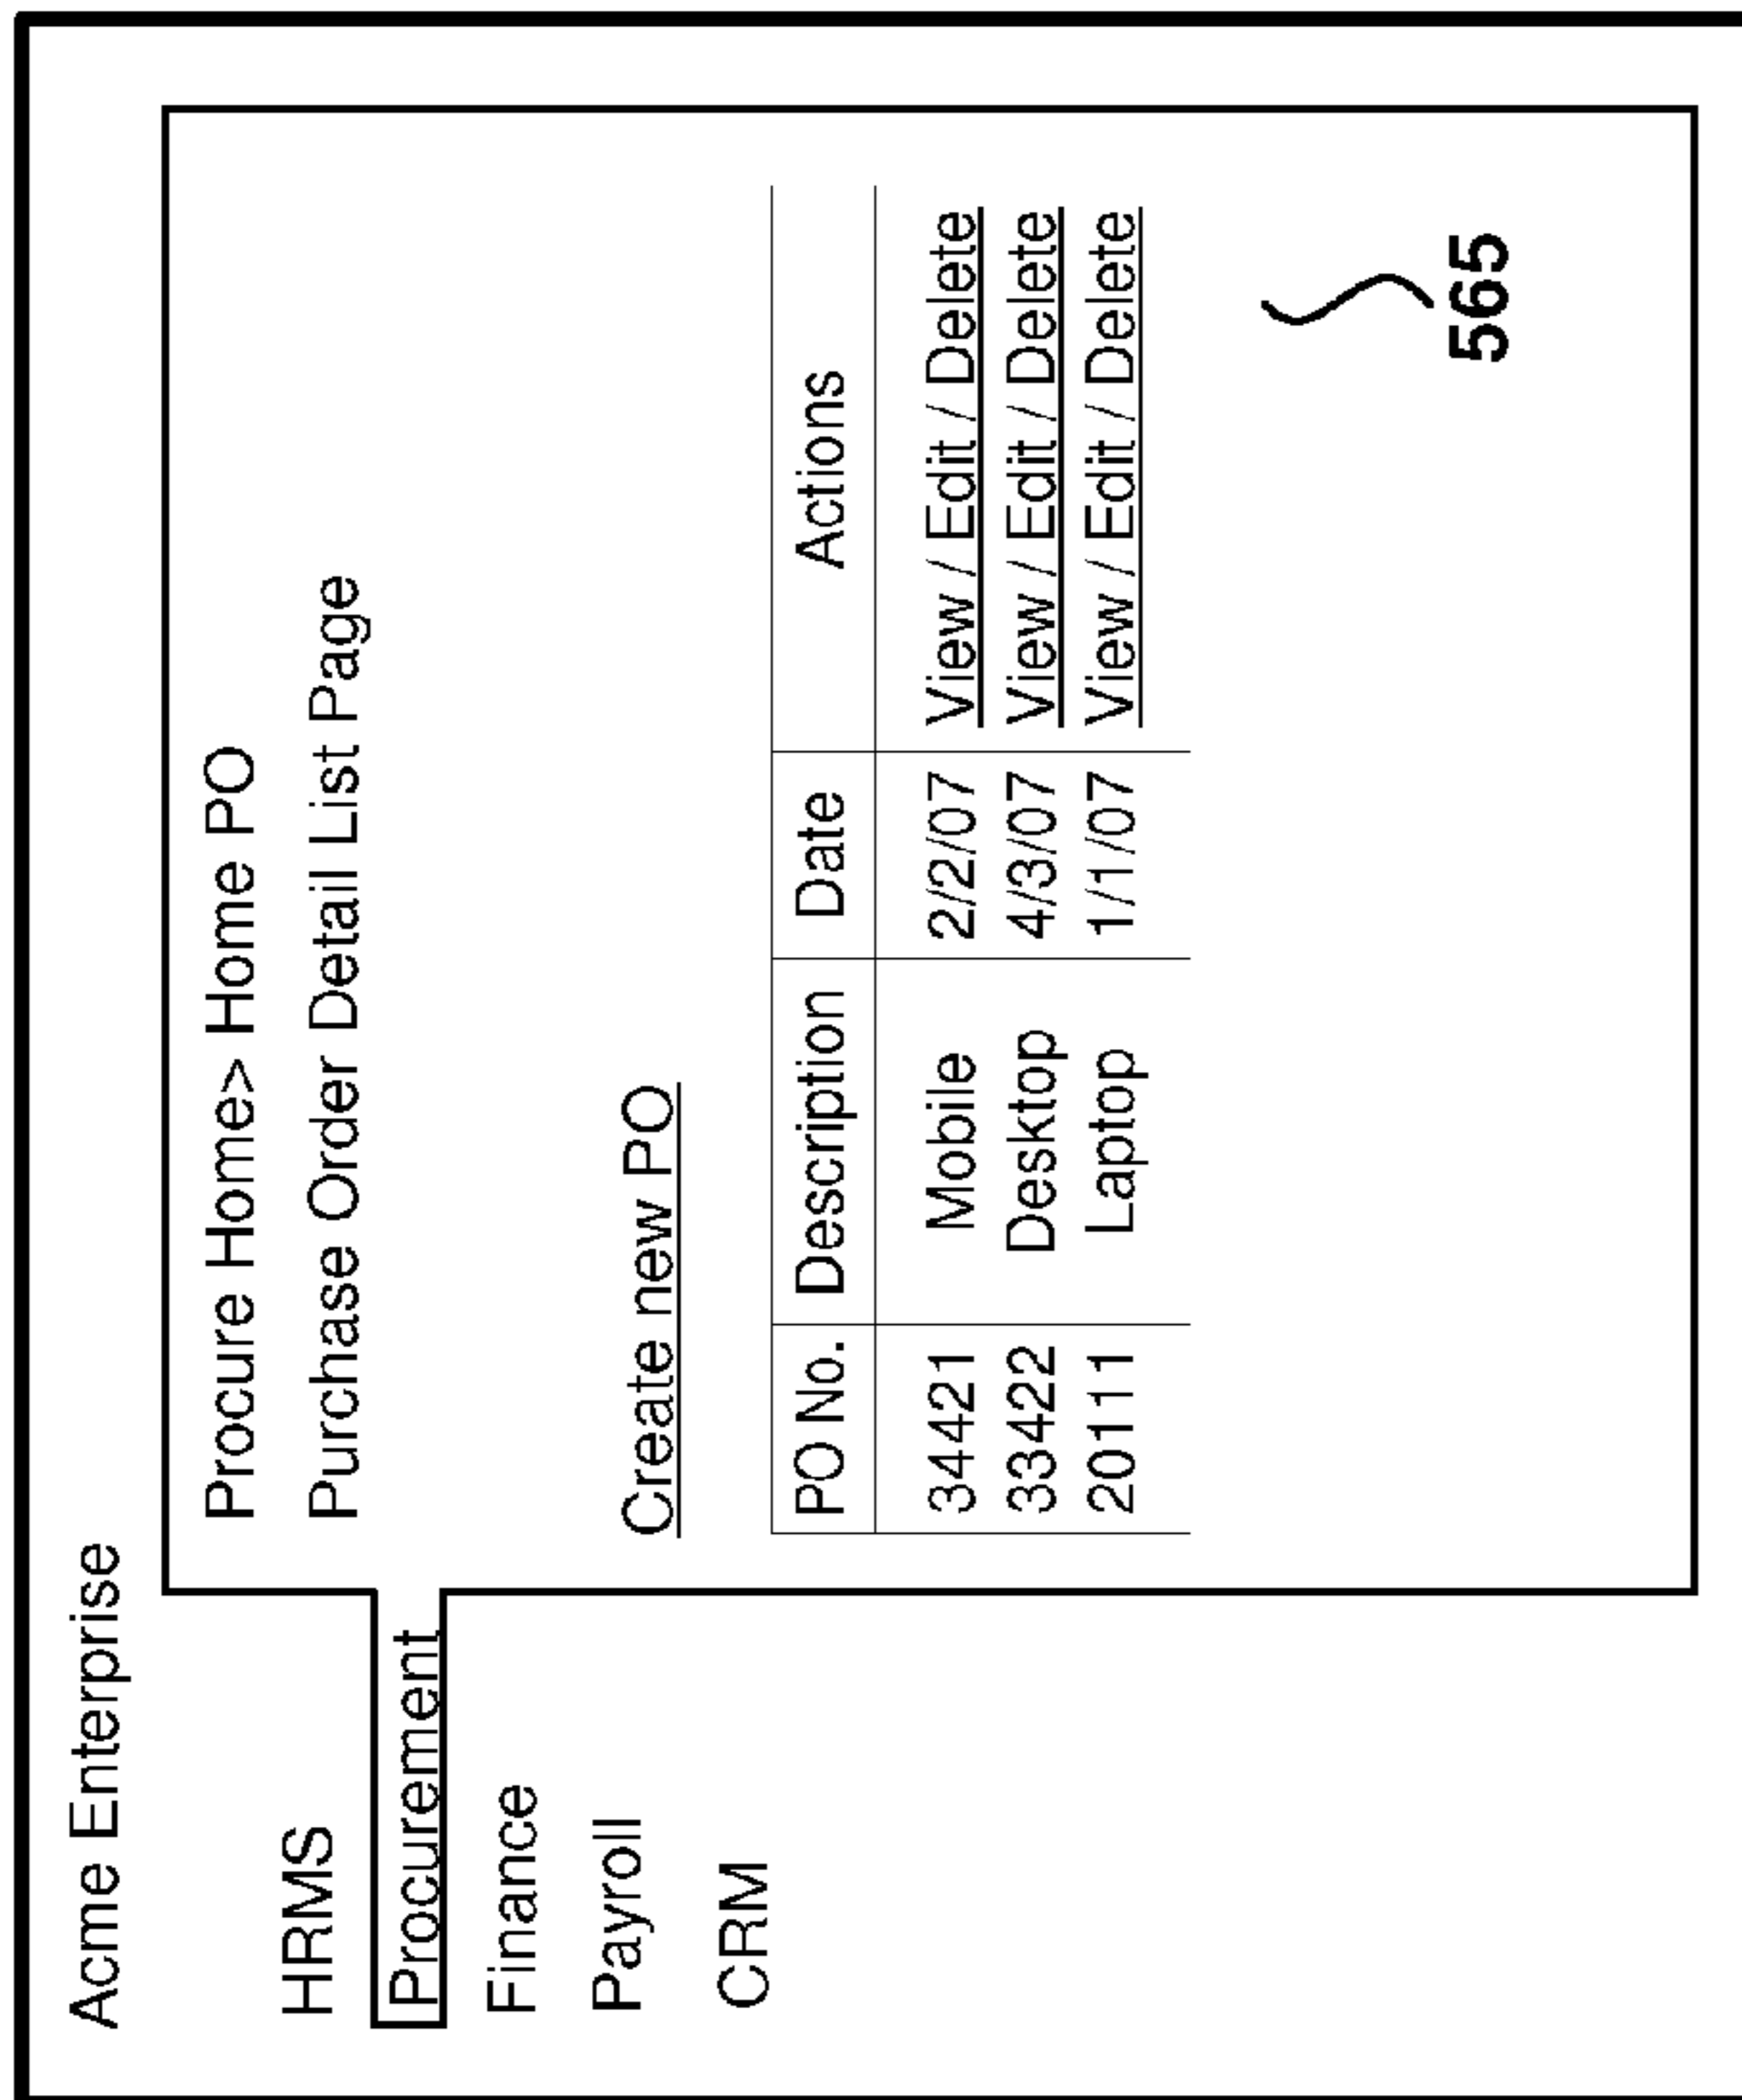 Acme Enterprise
HRMS
Procurement
Finance
Payroll
CRM
Procure Home> Home PO
Purchase Order Detail List Page
Create new PO
PO No. Description Date Actions
34421 Mobile 2/2/07 View / Edit / Delete
33422 Desktop 4/3/07 View / Edit / Delete
20111 Laptop 1/1/07 View / Edit / Delete
565